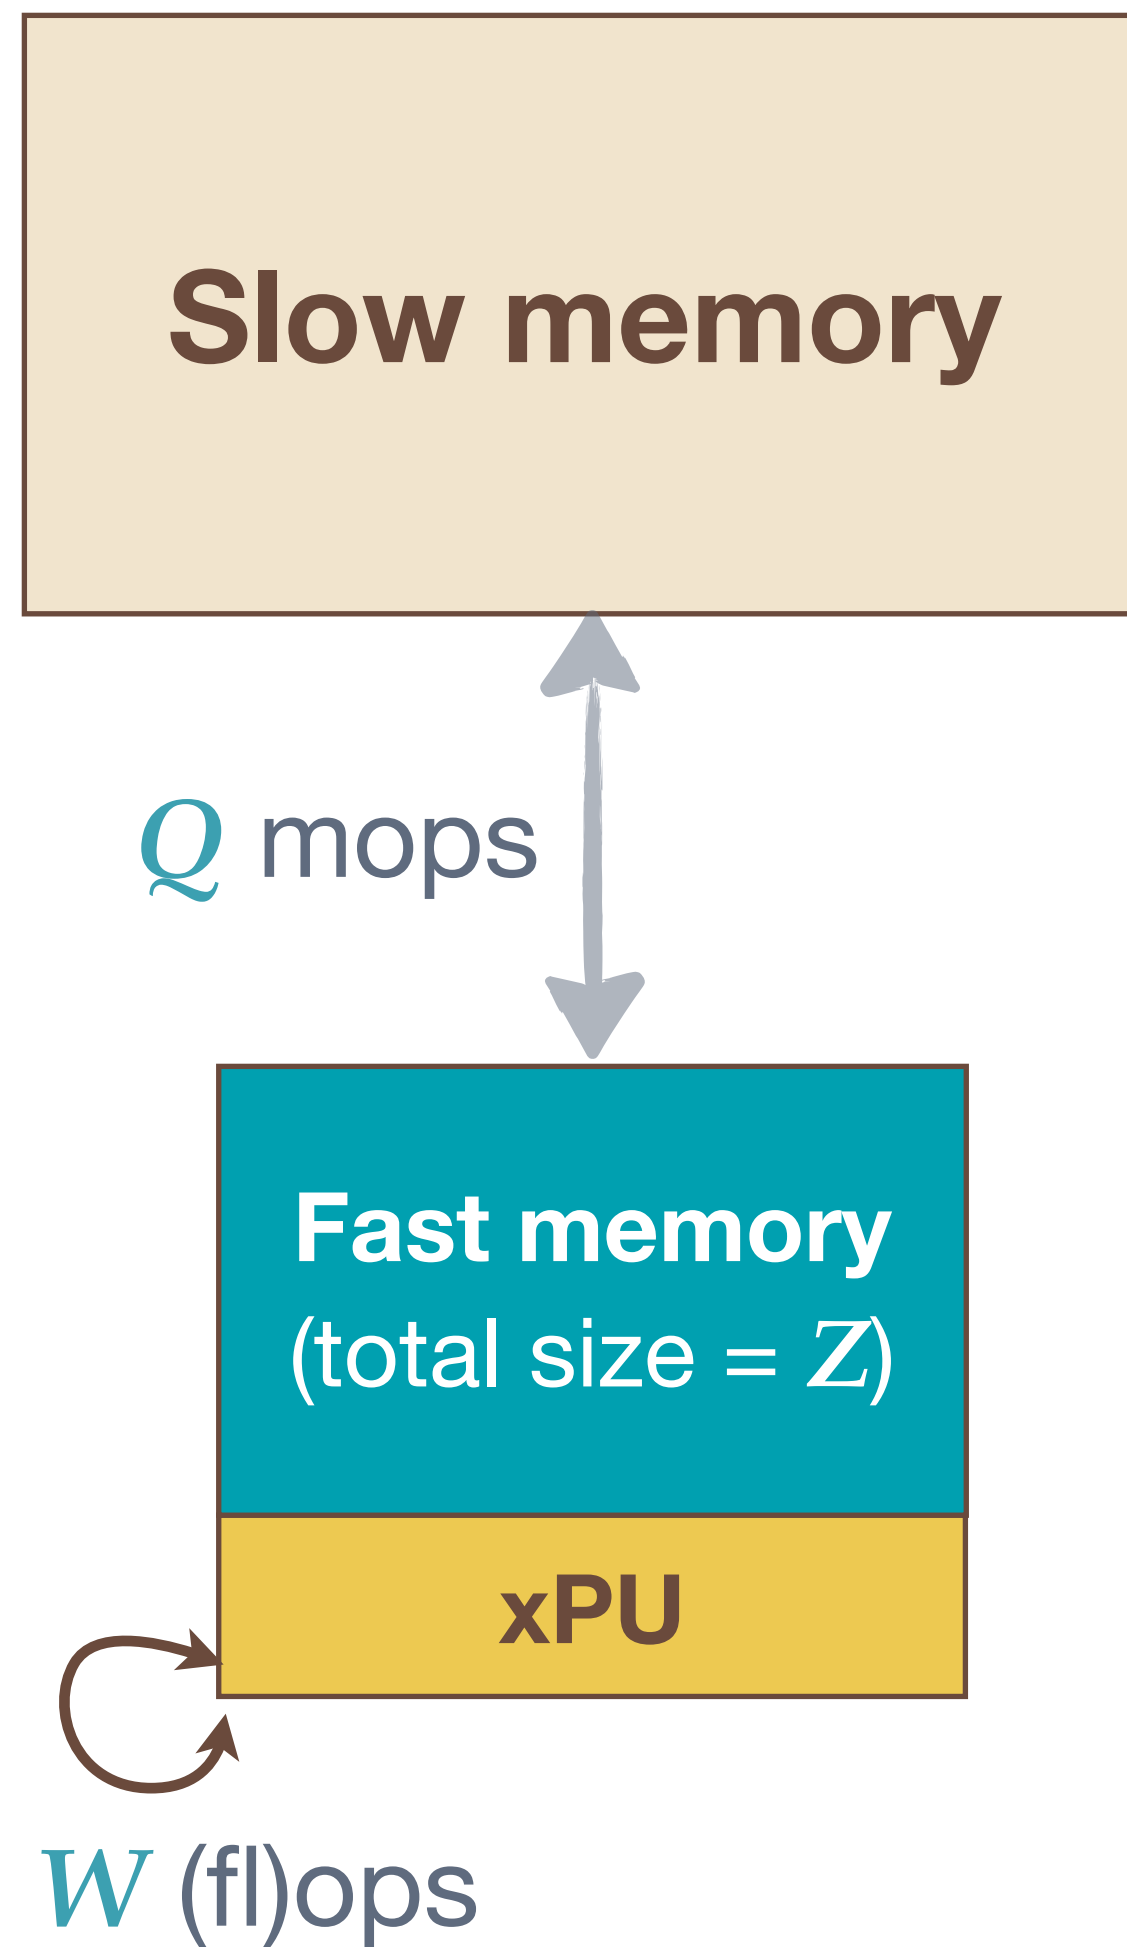 Slow memory
Q mops
Fast memory
(total size = Z)
xPU
W (fl)ops